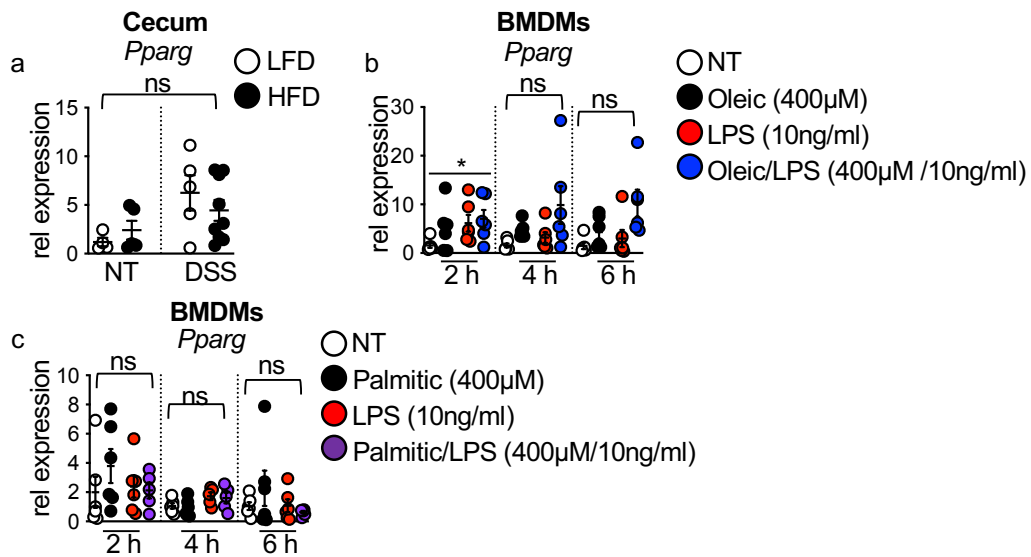 Cecum
Pparg
a
LFD
HFD
ns
rel expression
15
10
5
0
NT
DSS
BMDMs
Pparg
b
NT
Oleic (400µM)
LPS (10ng/ml)
Oleic/LPS (400µM /10ng/ml)
ns
ns
*
rel expression
30
20
10
0
2 h
4 h
6 h
BMDMs
Pparg
c
NT
Palmitic (400µM)
LPS (10ng/ml)
Palmitic/LPS (400µM/10ng/ml)
ns
ns
ns
rel expression
10
8
6
4
2
0
2 h
4 h
6 h